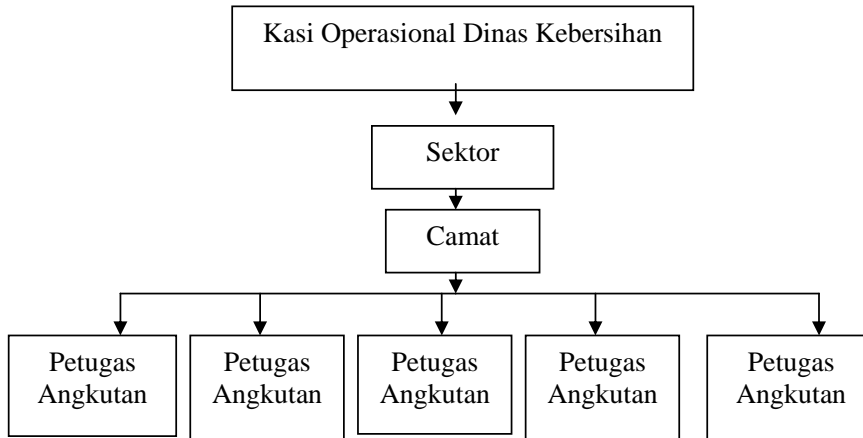 Kasi Operasional Dinas Kebersihan
Sektor
Camat
Petugas
Angkutan
Petugas
Angkutan
Petugas
Angkutan
Petugas
Angkutan
Petugas
Angkutan